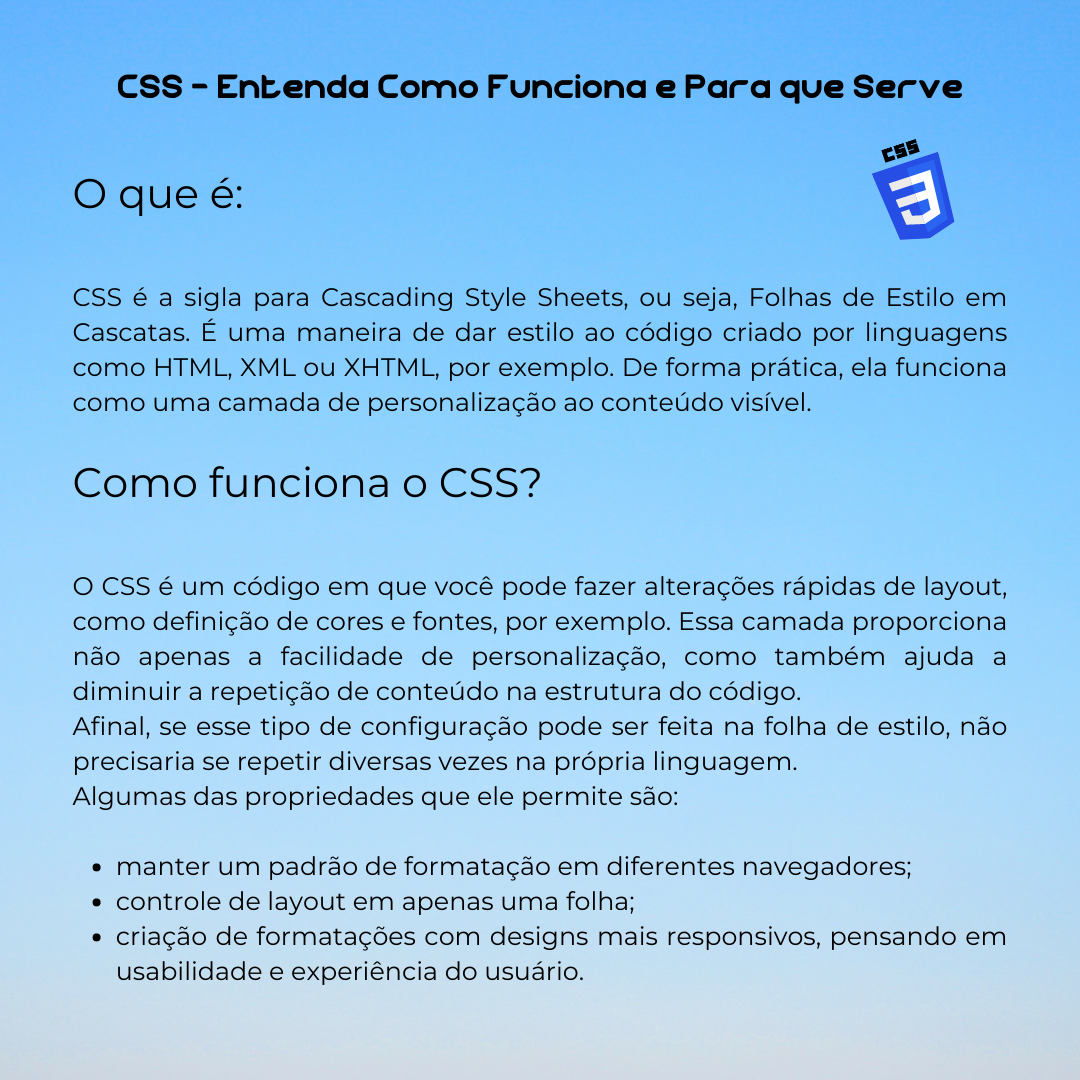 CSS - Entenda Como Funciona e Para que Serve
CSS
3
O que é:
CSS é a sigla para Cascading Style Sheets, ou seja, Folhas de Estilo em
Cascatas. É uma maneira de dar estilo ao código criado por linguagens
como HTML, XML ou XHTML, por exemplo. De forma prática, ela funciona
como uma camada de personalização ao conteúdo visível.
Como funciona o CSS?
O CSS é um código em que você pode fazer alterações rápidas de layout,
como definição de cores e fontes, por exemplo. Essa camada proporciona
não apenas a facilidade de personalização, como também ajuda a
diminuir a repetição de conteúdo na estrutura do código.
Afinal, se esse tipo de configuração pode ser feita na folha de estilo, não
precisaria se repetir diversas vezes na própria linguagem.
Algumas das propriedades que ele permite são:
• manter um padrão de formatação em diferentes navegadores;
• controle de layout em apenas uma folha;
• criação de formatações com designs mais responsivos, pensando em
usabilidade e experiência do usuário.